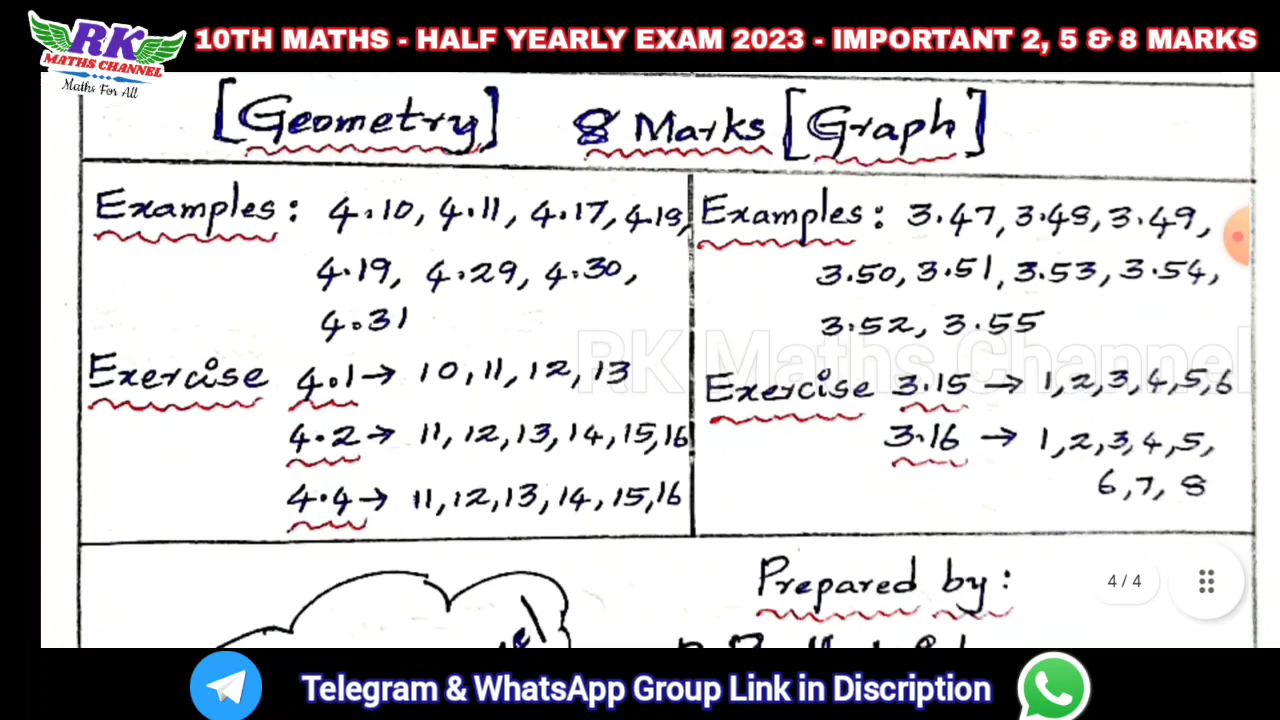 RK
MATHS CHANNEL
Maths For All
10TH MATHS - HALF YEARLY EXAM 2023 - IMPORTANT 2, 5 & 8 MARKS
[Geometry] 8 Marks [Graph]
Examples: 4.10, 4.11, 4.17, 4.18,
4.19, 4.29, 4.30,
4.31
Exercise 4.1 → 10, 11, 12, 13
4.2 → 11, 12, 13, 14, 15, 16
4.4 → 11, 12, 13, 14, 15, 16
Examples: 3.47, 3.48, 3.49,
3.50, 3.51, 3.53, 3.54,
3.52, 3.55
Exercise 3.15 → 1, 2, 3, 4, 5, 6
3.16 → 1, 2, 3, 4, 5,
6, 7, 8
RK Maths Channel
Prepared by:
4 / 4
Telegram & WhatsApp Group Link in Discription